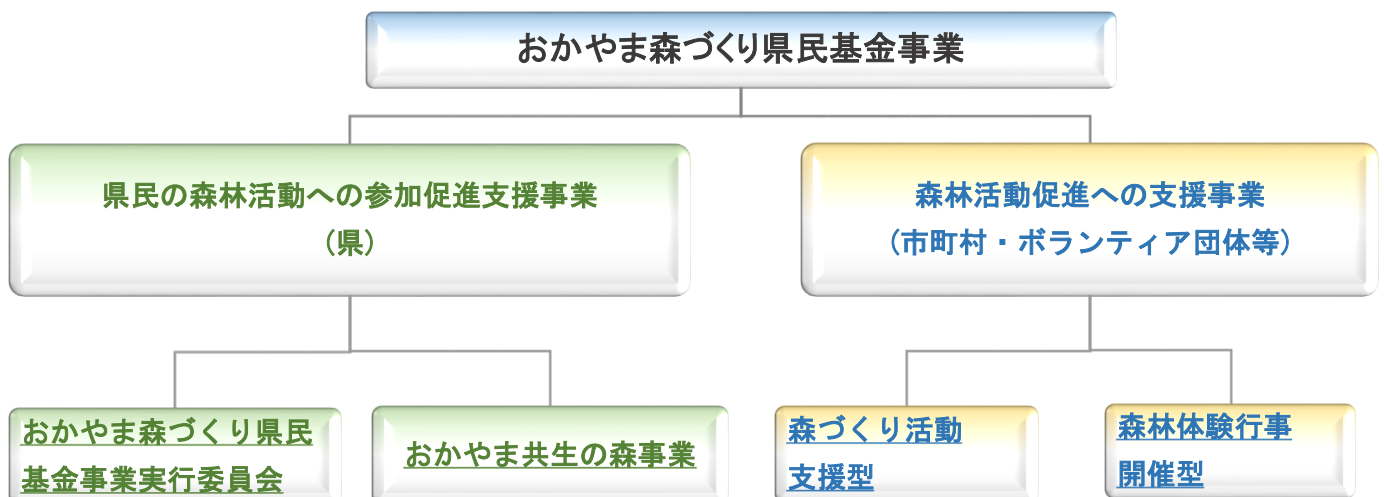 おかやま森づくり県民基金事業
県民の森林活動への参加促進支援事業
（県）
森林活動促進への支援事業
（市町村・ボランティア団体等）
おかやま森づくり県民
基金事業実行委員会
おかやま共生の森事業
森づくり活動
支援型
森林体験行事
開催型